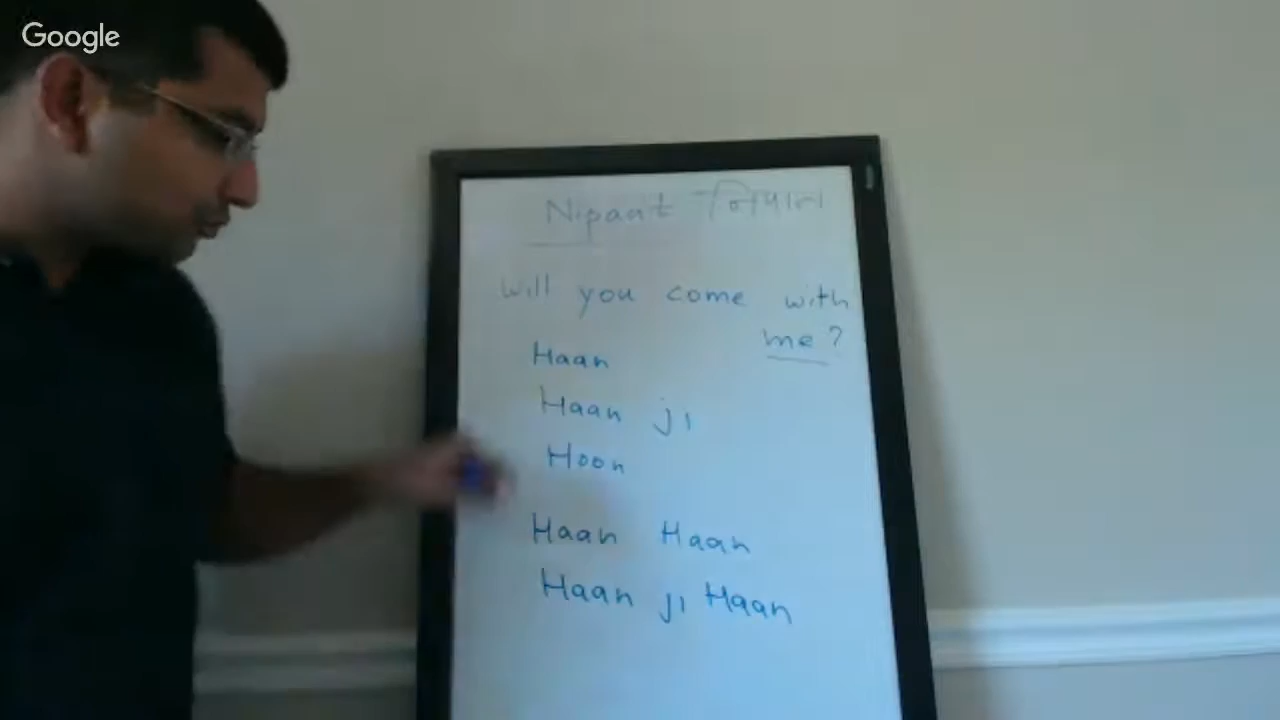 Google
Nipaat निपात
Will you come with
me?
Haan
Haan ji
Hoon
Haan Haan
Haan ji Haan